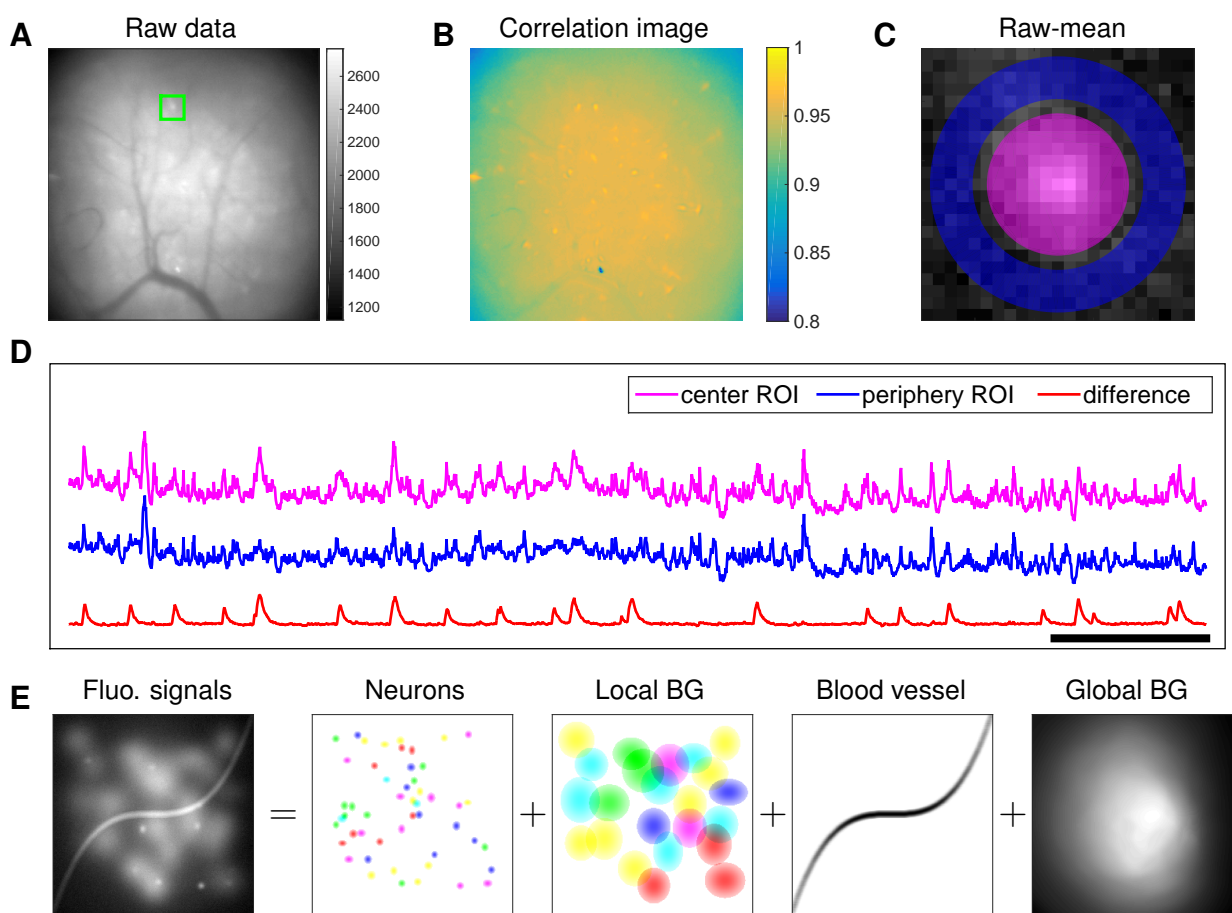 A
Raw data
2600
2400
2200
2000
1800
1600
1400
1200
B
Correlation image
1
0.95
0.9
0.85
0.8
C
Raw-mean
D
center ROI
periphery ROI
difference
E
Fluo. signals
=
Neurons
+
Local BG
+
Blood vessel
+
Global BG